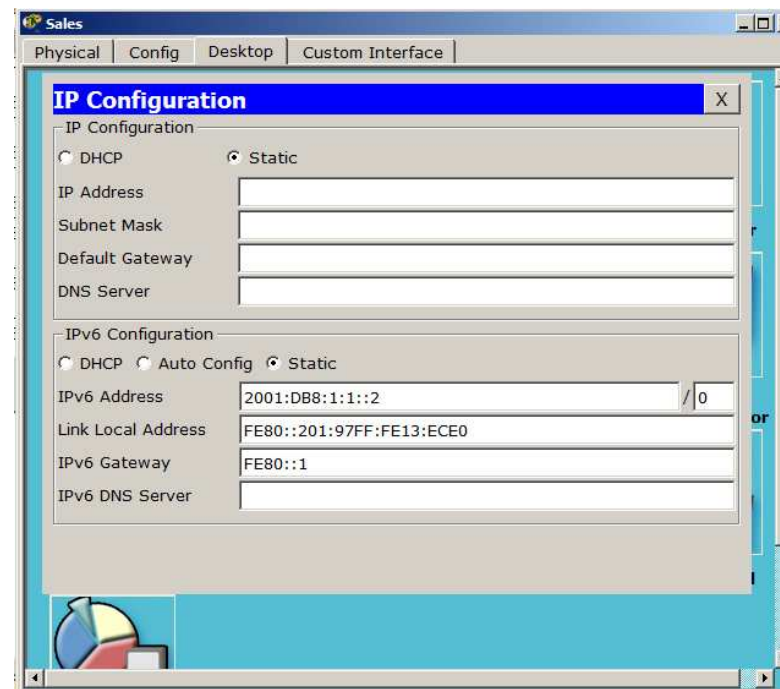 Sales
Physical Config Desktop Custom Interface
IP Configuration X
IP Configuration
DHCP Static
IP Address
Subnet Mask
Default Gateway
DNS Server
IPv6 Configuration
DHCP Auto Config Static
IPv6 Address 2001:DB8:1:1::2 / 0
Link Local Address FE80::201:97FF:FE13:ECE0
IPv6 Gateway FE80::1
IPv6 DNS Server